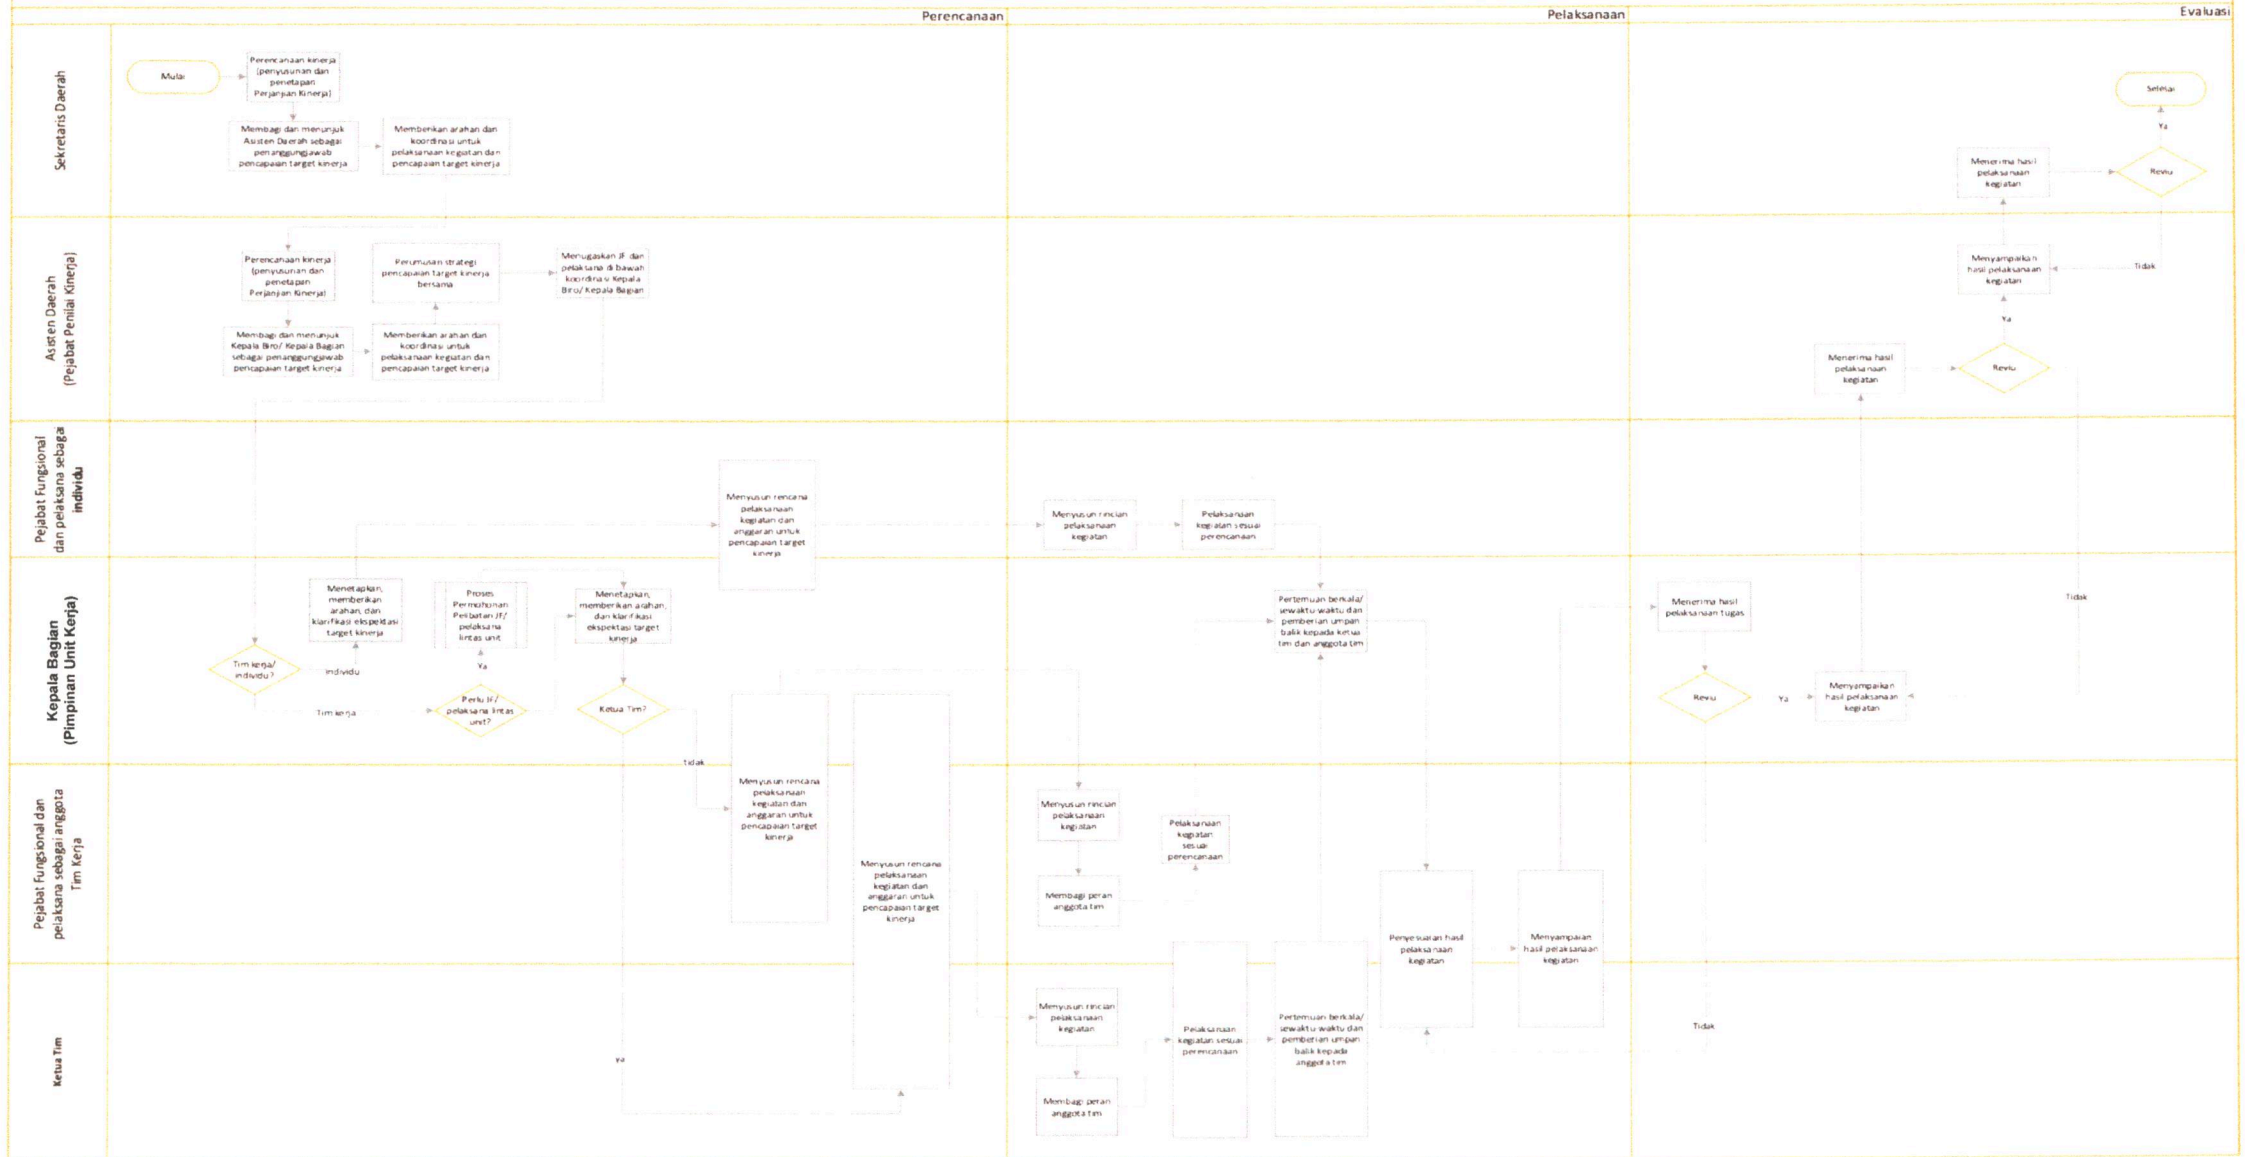 Perencanaan
Pelaksanaan
Evaluasi
Sekretaris Daerah
Mulai
Perencanaan kinerja
(penyusunan dan
penetapan
Perjanjian Kinerja)
Membagi dan menunjuk
Asisten Daerah sebagai
penanggungjawab
pencapaian target kinerja
Memberikan arahan dan
koordinasi untuk
pelaksanaan kegiatan dan
pencapaian target kinerja
Menerima hasil
pelaksanaan
kegiatan
Reviu
Ya
Selesai
Asisten Daerah
(Pejabat Penilai Kinerja)
Perencanaan kinerja
(penyusunan dan
penetapan
Perjanjian Kinerja)
Membagi dan menunjuk
Kepala Biro/ Kepala Bagian
sebagai penanggungjawab
pencapaian target kinerja
Memberikan arahan dan
koordinasi untuk
pelaksanaan kegiatan dan
pencapaian target kinerja
Perumusan strategi
pencapaian target kinerja
bersama
Menugaskan JF dan
pelaksana di bawah
koordinasi Kepala
Biro/ Kepala Bagian
Menerima hasil
pelaksanaan
kegiatan
Reviu
Ya
Menyampaikan
hasil pelaksanaan
kegiatan
Tidak
Pejabat Fungsional
dan pelaksana sebagai
individu
Menyusun rencana
pelaksanaan
kegiatan dan
anggaran untuk
pencapaian target
kinerja
Menyusun rincian
pelaksanaan
kegiatan
Pelaksanaan
kegiatan sesuai
perencanaan
Kepala Bagian
(Pimpinan Unit Kerja)
Tim kerja/
individu?
individu
Tim kerja
Menetapkan,
memberikan
arahan, dan
klarifikasi ekspektasi
target kinerja
Proses
Permohonan
Pelibatan JF/
pelaksana
lintas unit
Ya
Perlu JF/
pelaksana lintas
unit?
Menetapkan,
memberikan arahan,
dan klarifikasi
ekspektasi target
kinerja
Ketua Tim?
tidak
Pertemuan berkala/
sewaktu-waktu dan
pemberian umpan
balik kepada ketua
tim dan anggota tim
Menerima hasil
pelaksanaan tugas
Reviu
Ya
Menyampaikan
hasil pelaksanaan
kegiatan
Tidak
Pejabat Fungsional dan
pelaksana sebagai anggota
Tim Kerja
Menyusun rencana
pelaksanaan
kegiatan dan
anggaran untuk
pencapaian target
kinerja
Menyusun rencana
pelaksanaan
kegiatan dan
anggaran untuk
pencapaian target
kinerja
Menyusun rincian
pelaksanaan
kegiatan
Membagi peran
anggota tim
Pelaksanaan
kegiatan
sesuai
perencanaan
Penyesuaian hasil
pelaksanaan
kegiatan
Menyampaian
hasil pelaksanaan
kegiatan
Ketua Tim
ya
Menyusun rincian
pelaksanaan
kegiatan
Membagi peran
anggota tim
Pelaksanaan
kegiatan sesuai
perencanaan
Pertemuan berkala/
sewaktu-waktu dan
pemberian umpan
balik kepada
anggota tim
Tidak